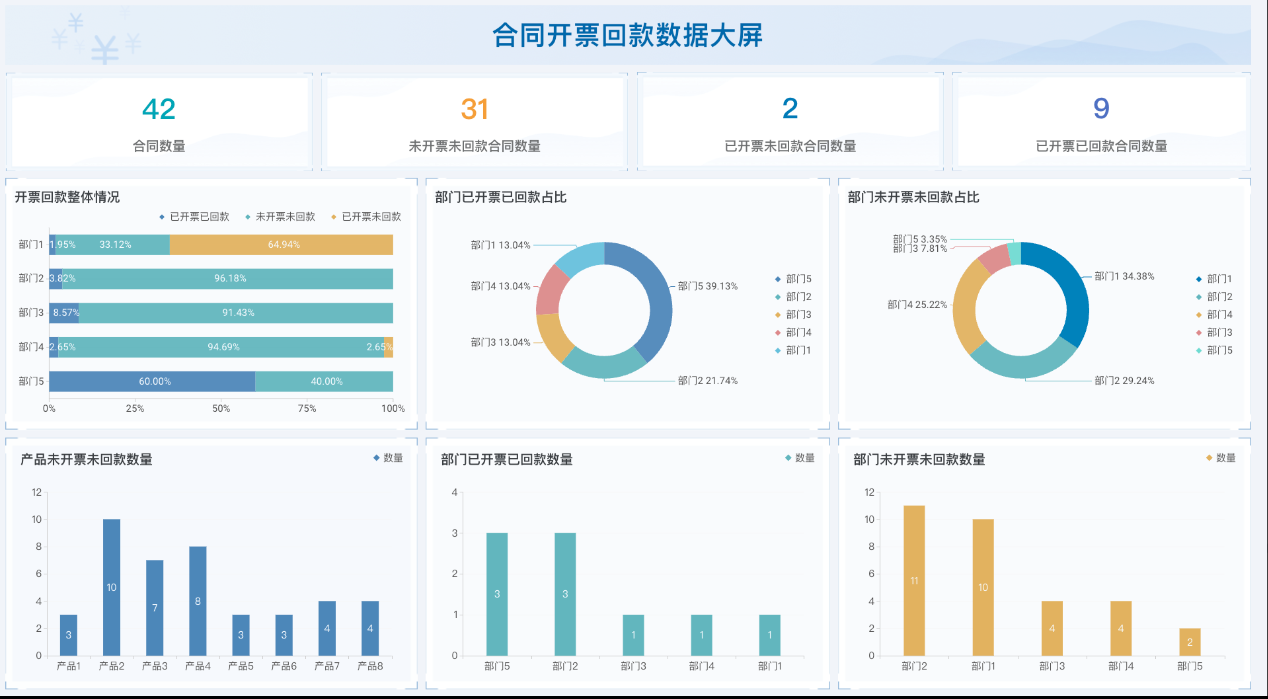 合同开票回款数据大屏
42
合同数量
31
未开票未回款合同数量
2
已开票未回款合同数量
9
已开票已回款合同数量
开票回款整体情况
已开票已回款 未开票未回款 已开票未回款
部门1 1.95% 33.12% 64.94%
部门2 3.82% 96.18%
部门3 8.57% 91.43%
部门4 2.65% 94.69% 2.65%
部门5 60.00% 40.00%
0% 25% 50% 75% 100%
部门已开票已回款占比
部门1 13.04%
部门4 13.04%
部门5 39.13%
部门3 13.04%
部门2 21.74%
部门5
部门2
部门3
部门4
部门1
部门未开票未回款占比
部门5 3.35%
部门3 7.81%
部门1 34.38%
部门4 25.22%
部门2 29.24%
部门1
部门2
部门4
部门3
部门5
产品未开票未回款数量
数量
12
10
8
6
4
2
0
3 10 7 8 3 3 4 4
产品1 产品2 产品3 产品4 产品5 产品6 产品7 产品8
部门已开票已回款数量
数量
4
3
2
1
0
3 3 1 1 1
部门5 部门2 部门3 部门4 部门1
部门未开票未回款数量
数量
12
10
8
6
4
2
0
11 10 4 4 2
部门2 部门1 部门3 部门4 部门5